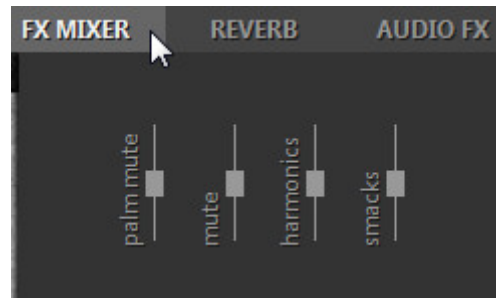 FX MIXER REVERB AUDIO FX
palm mute
mute
harmonics
smacks